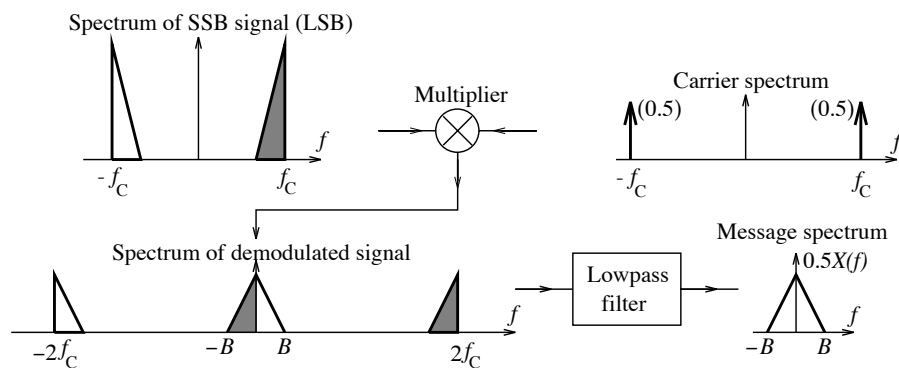 Spectrum of SSB signal (LSB)
f
- f_C
f_C
Multiplier
Carrier spectrum
(0.5)
(0.5)
f
- f_C
f_C
Spectrum of demodulated signal
f
−2f_C
−B
B
2f_C
Lowpass
filter
Message spectrum
0.5X(f)
f
−B
B